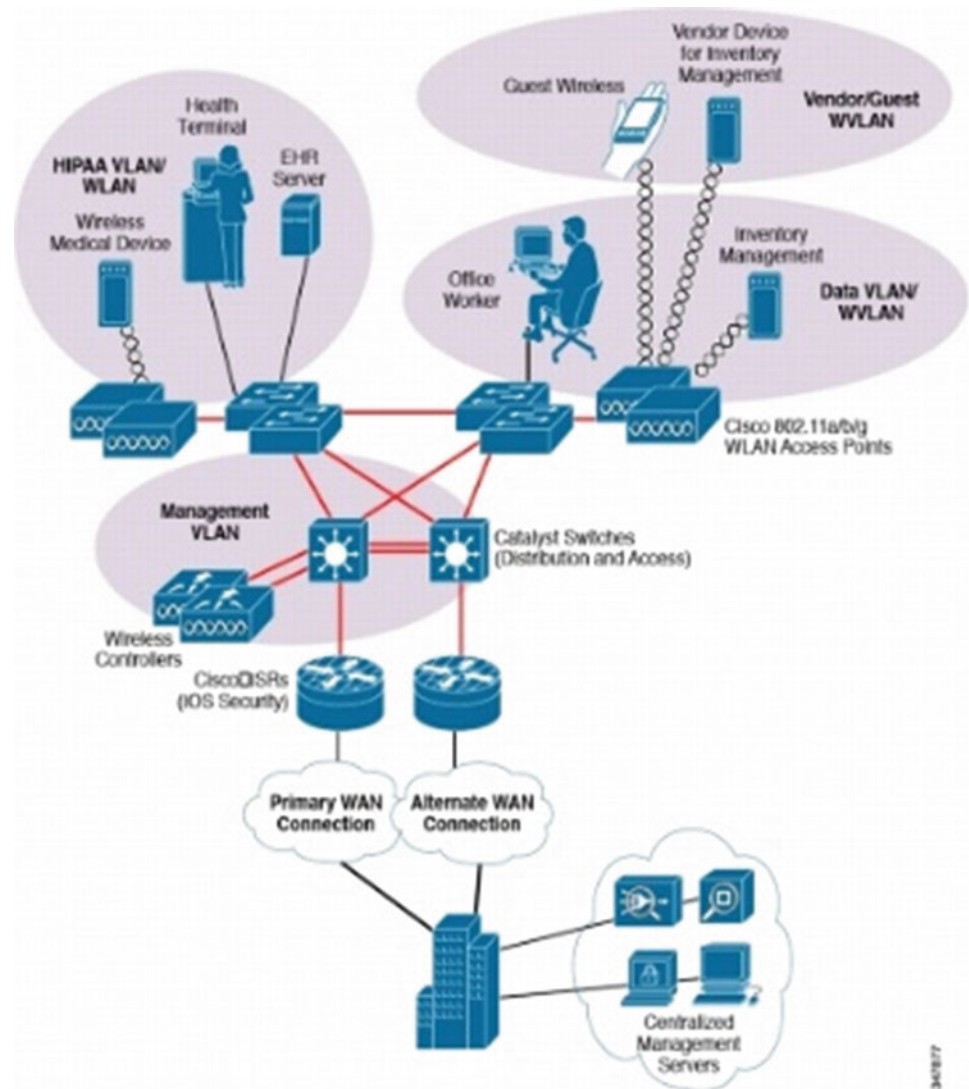 Vendor Device
for Inventory
Management
Guest Wireless
Vendor/Guest
WVLAN
Health
Terminal
HIPAA VLAN/
WLAN
EHR
Server
Wireless
Medical Device
Inventory
Management
Office
Worker
Data VLAN/
WVLAN
Cisco 802.11a/b/g
WLAN Access Points
Management
VLAN
Catalyst Switches
(Distribution and Access)
Wireless
Controllers
Cisco□ISRs
(IOS Security)
Primary WAN
Connection
Alternate WAN
Connection
Centralized
Management
Servers